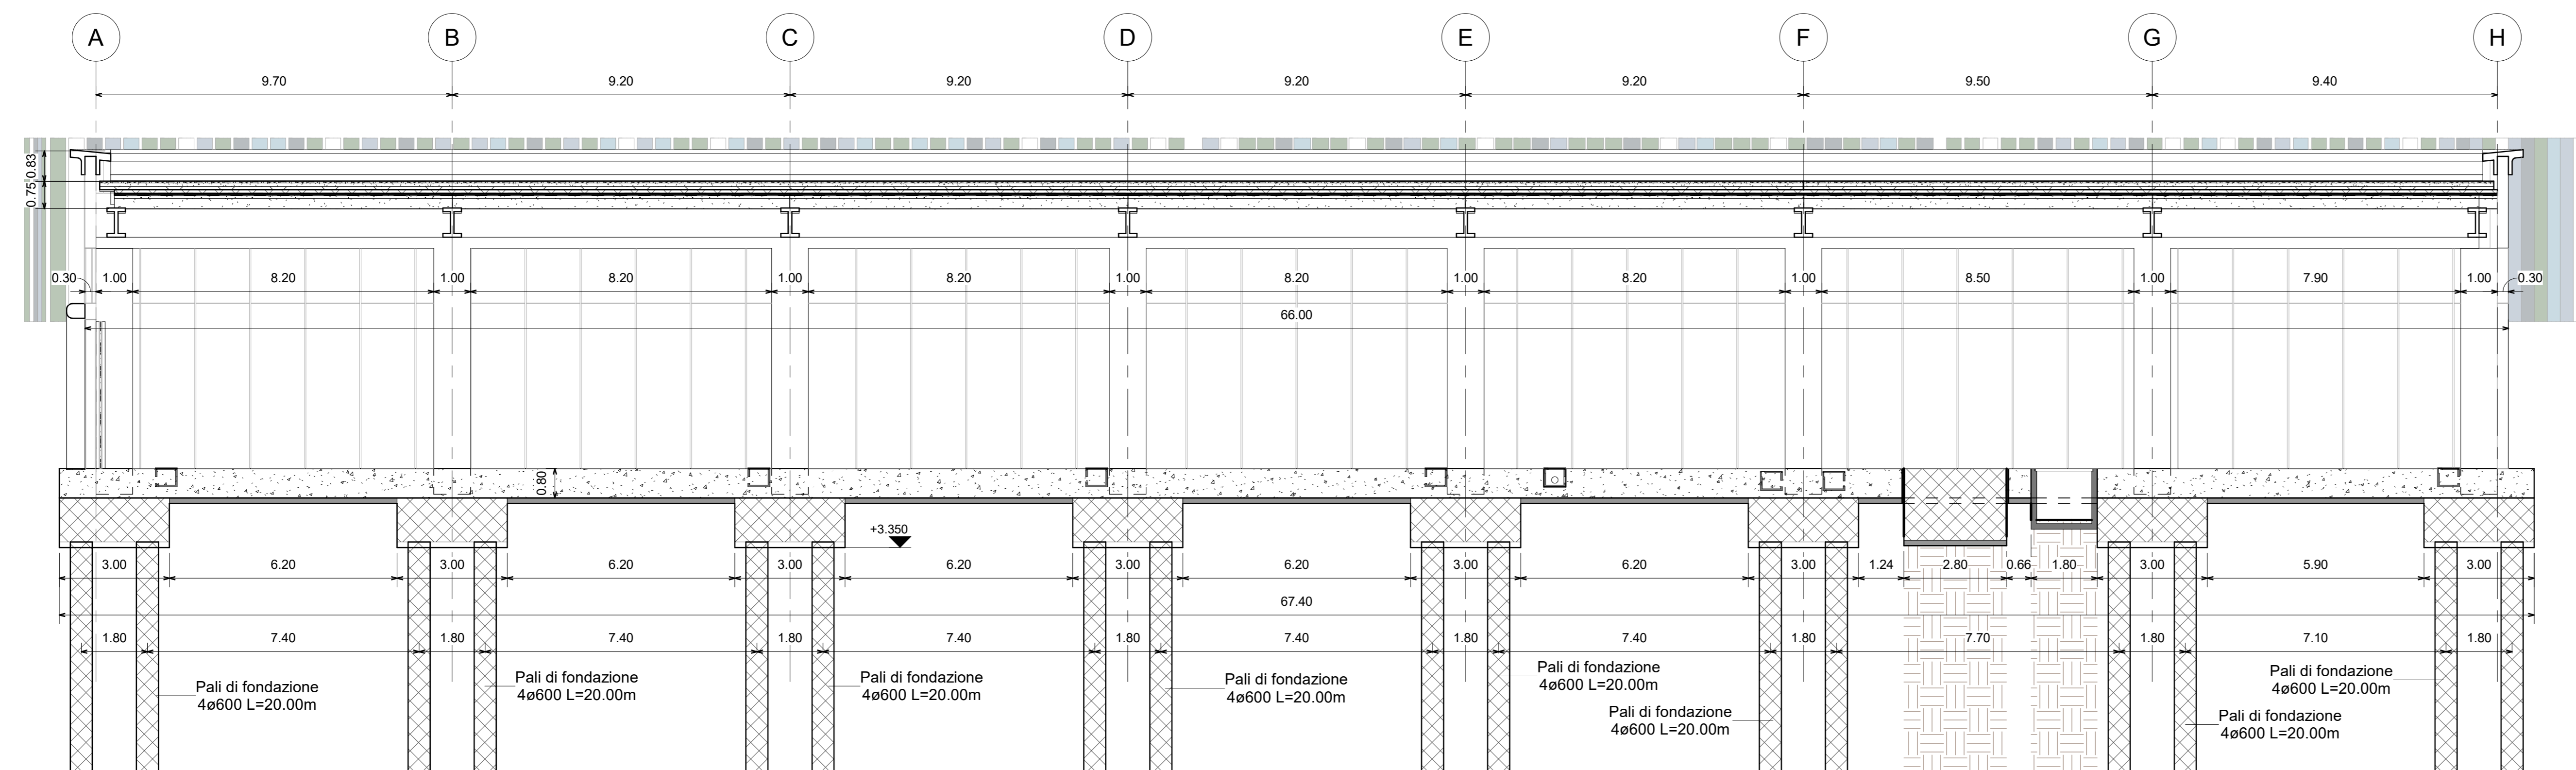 A B C D E F G H
9.70 9.20 9.20 9.20 9.20 9.50 9.40
0.83
0.75
0.30 1.00 8.20 1.00 8.20 1.00 8.20 1.00 8.20 1.00 8.20 1.00 8.50 1.00 7.90 1.00 0.30
66.00
0.80
+3.350
3.00 6.20 3.00 6.20 3.00 6.20 3.00 6.20 3.00 6.20 3.00 1.24 2.80 0.66 1.80 3.00 5.90 3.00
67.40
1.80 7.40 1.80 7.40 1.80 7.40 1.80 7.40 1.80 7.40 1.80 7.70 1.80 7.10 1.80
Pali di fondazione
4ø600 L=20.00m
Pali di fondazione
4ø600 L=20.00m
Pali di fondazione
4ø600 L=20.00m
Pali di fondazione
4ø600 L=20.00m
Pali di fondazione
4ø600 L=20.00m
Pali di fondazione
4ø600 L=20.00m
Pali di fondazione
4ø600 L=20.00m
Pali di fondazione
4ø600 L=20.00m